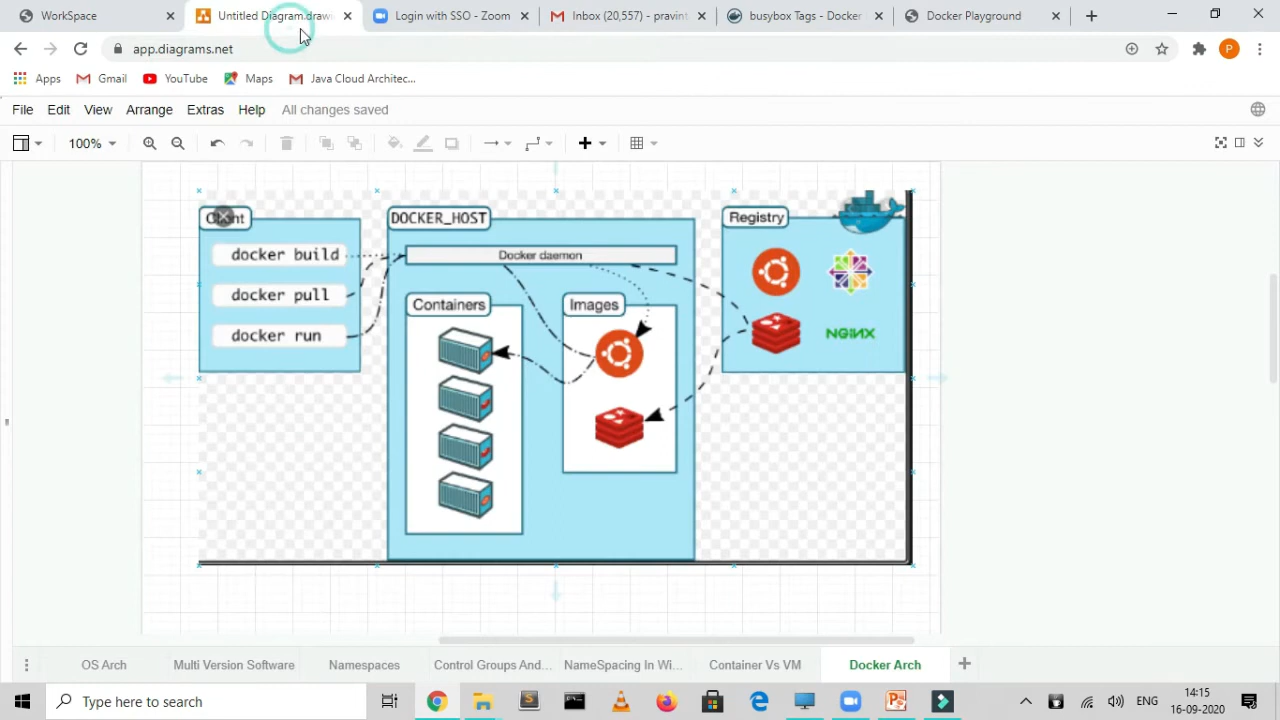 WorkSpace
Untitled Diagram.draw
Login with SSO - Zoom
Inbox (20,557) - pravint
busybox Tags - Docker
Docker Playground
app.diagrams.net
P
Apps
Gmail
YouTube
Maps
Java Cloud Architec...
File
Edit
View
Arrange
Extras
Help
All changes saved
100%
Client
docker build
docker pull
docker run
DOCKER_HOST
Docker daemon
Containers
Images
Registry
NGINX
OS Arch
Multi Version Software
Namespaces
Control Groups And...
NameSpacing In Wi...
Container Vs VM
Docker Arch
Type here to search
ENG
14:15
16-09-2020